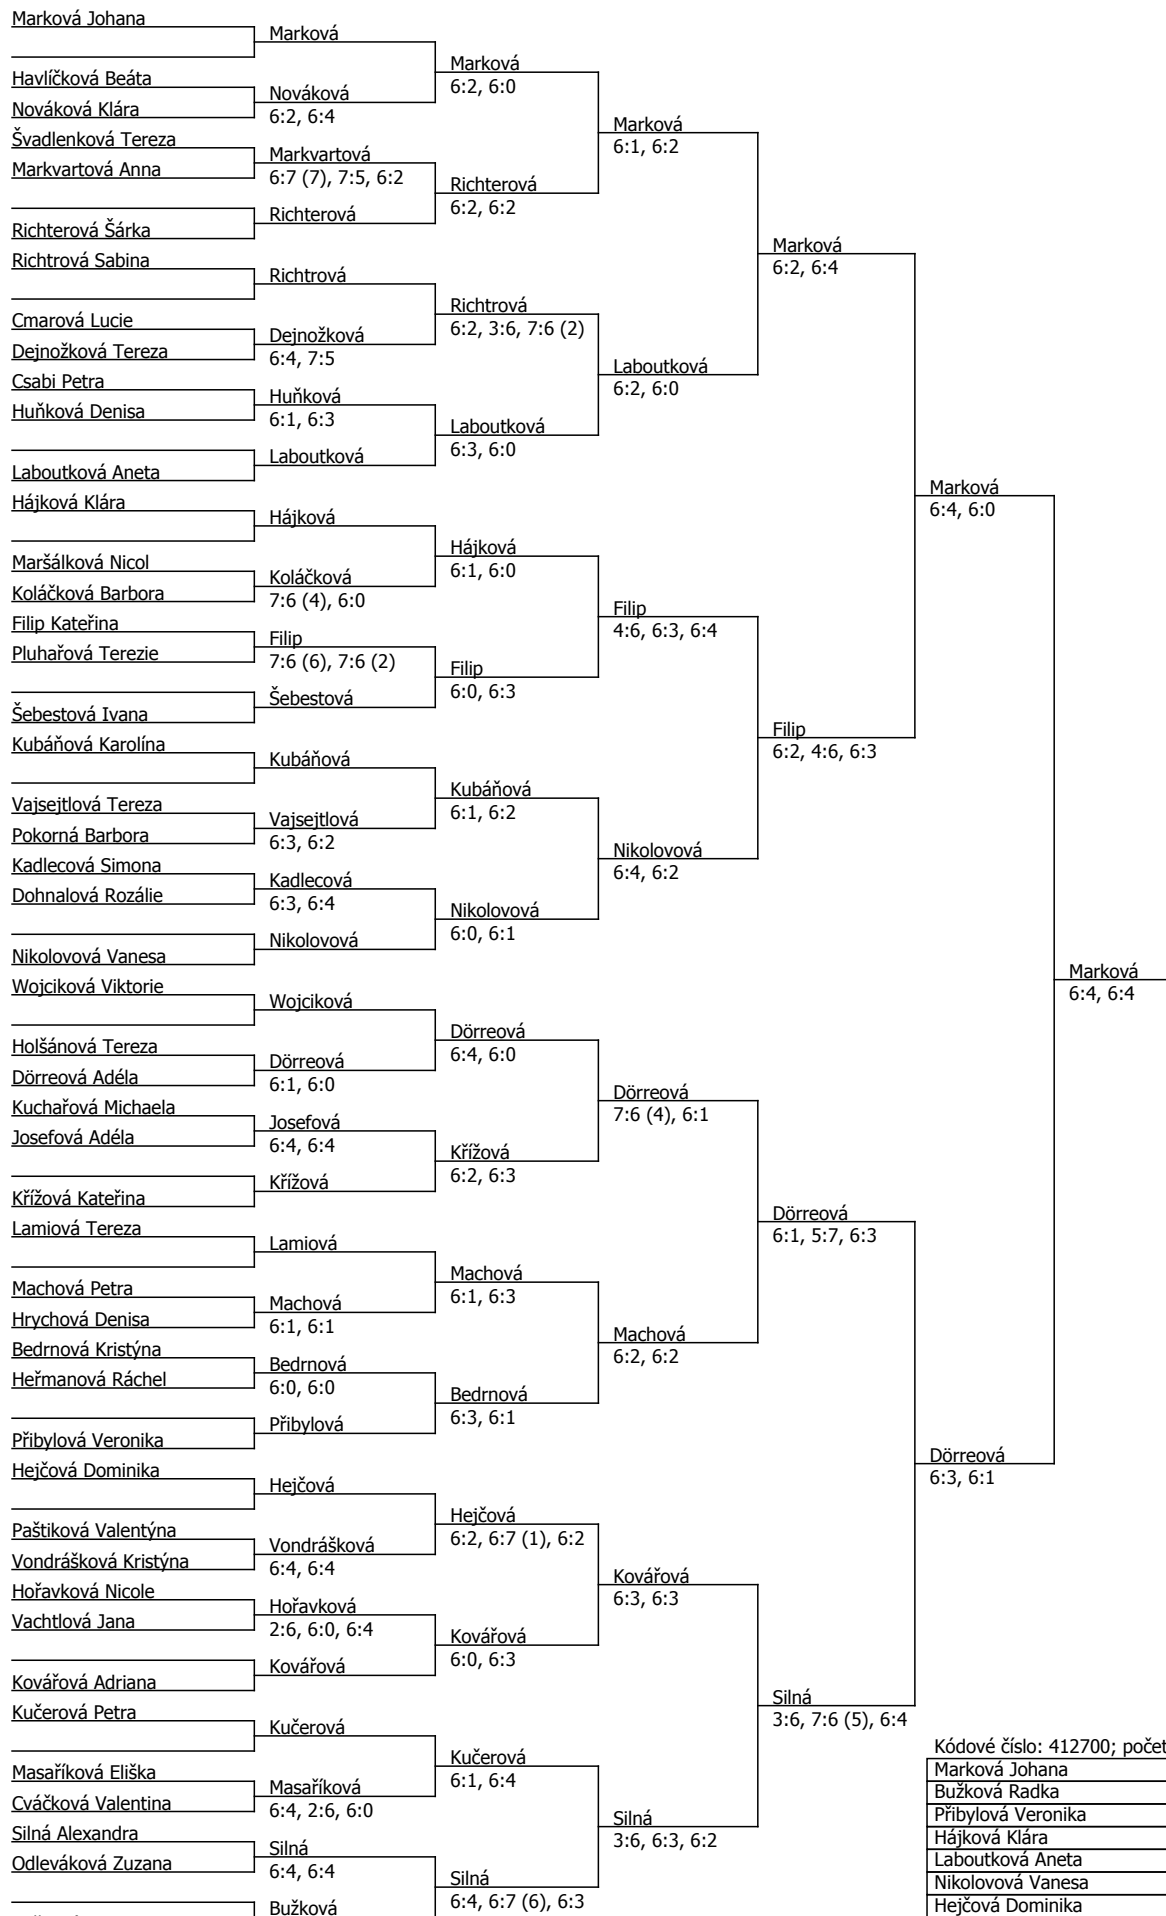 Marková Johana
Marková
Marková
6:2, 6:0
Havlíčková Beáta
Nováková Klára
Nováková
6:2, 6:4
Marková
6:1, 6:2
Švadlenková Tereza
Markvartová Anna
Markvartová
6:7 (7), 7:5, 6:2
Richterová
6:2, 6:2
Richterová Šárka
Richterová
Marková
6:2, 6:4
Richtrová Sabina
Richtrová
Richtrová
6:2, 3:6, 7:6 (2)
Cmarová Lucie
Dejnožková Tereza
Dejnožková
6:4, 7:5
Laboutková
6:2, 6:0
Csabi Petra
Huňková Denisa
Huňková
6:1, 6:3
Laboutková
6:3, 6:0
Laboutková Aneta
Laboutková
Marková
6:4, 6:0
Hájková Klára
Hájková
Hájková
6:1, 6:0
Maršálková Nicol
Koláčková Barbora
Koláčková
7:6 (4), 6:0
Filip
4:6, 6:3, 6:4
Filip Kateřina
Pluhařová Terezie
Filip
7:6 (6), 7:6 (2)
Filip
6:0, 6:3
Šebestová Ivana
Šebestová
Filip
6:2, 4:6, 6:3
Kubáňová Karolína
Kubáňová
Kubáňová
6:1, 6:2
Vajsejtlová Tereza
Pokorná Barbora
Vajsejtlová
6:3, 6:2
Nikolovová
6:4, 6:2
Kadlecová Simona
Dohnalová Rozálie
Kadlecová
6:3, 6:4
Nikolovová
6:0, 6:1
Nikolovová Vanesa
Nikolovová
Marková
6:4, 6:4
Wojciková Viktorie
Wojciková
Dörreová
6:4, 6:0
Holšánová Tereza
Dörreová Adéla
Dörreová
6:1, 6:0
Dörreová
7:6 (4), 6:1
Kuchařová Michaela
Josefová Adéla
Josefová
6:4, 6:4
Křížová
6:2, 6:3
Křížová Kateřina
Křížová
Dörreová
6:1, 5:7, 6:3
Lamiová Tereza
Lamiová
Machová
6:1, 6:3
Machová Petra
Hrychová Denisa
Machová
6:1, 6:1
Machová
6:2, 6:2
Bedrnová Kristýna
Heřmanová Ráchel
Bedrnová
6:0, 6:0
Bedrnová
6:3, 6:1
Přibylová Veronika
Přibylová
Dörreová
6:3, 6:1
Hejčová Dominika
Hejčová
Hejčová
6:2, 6:7 (1), 6:2
Paštiková Valentýna
Vondrášková Kristýna
Vondrášková
6:4, 6:4
Kovářová
6:3, 6:3
Hořavková Nicole
Vachtlová Jana
Hořavková
2:6, 6:0, 6:4
Kovářová
6:0, 6:3
Kovářová Adriana
Kovářová
Silná
3:6, 7:6 (5), 6:4
Kučerová Petra
Kučerová
Kučerová
6:1, 6:4
Masaříková Eliška
Cváčková Valentina
Masaříková
6:4, 2:6, 6:0
Silná
3:6, 6:3, 6:2
Silná Alexandra
Odleváková Zuzana
Silná
6:4, 6:4
Silná
6:4, 6:7 (6), 6:3
Bužková
Kódové číslo: 412700; počet
Marková Johana
Bužková Radka
Přibylová Veronika
Hájková Klára
Laboutková Aneta
Nikolovová Vanesa
Hejčová Dominika